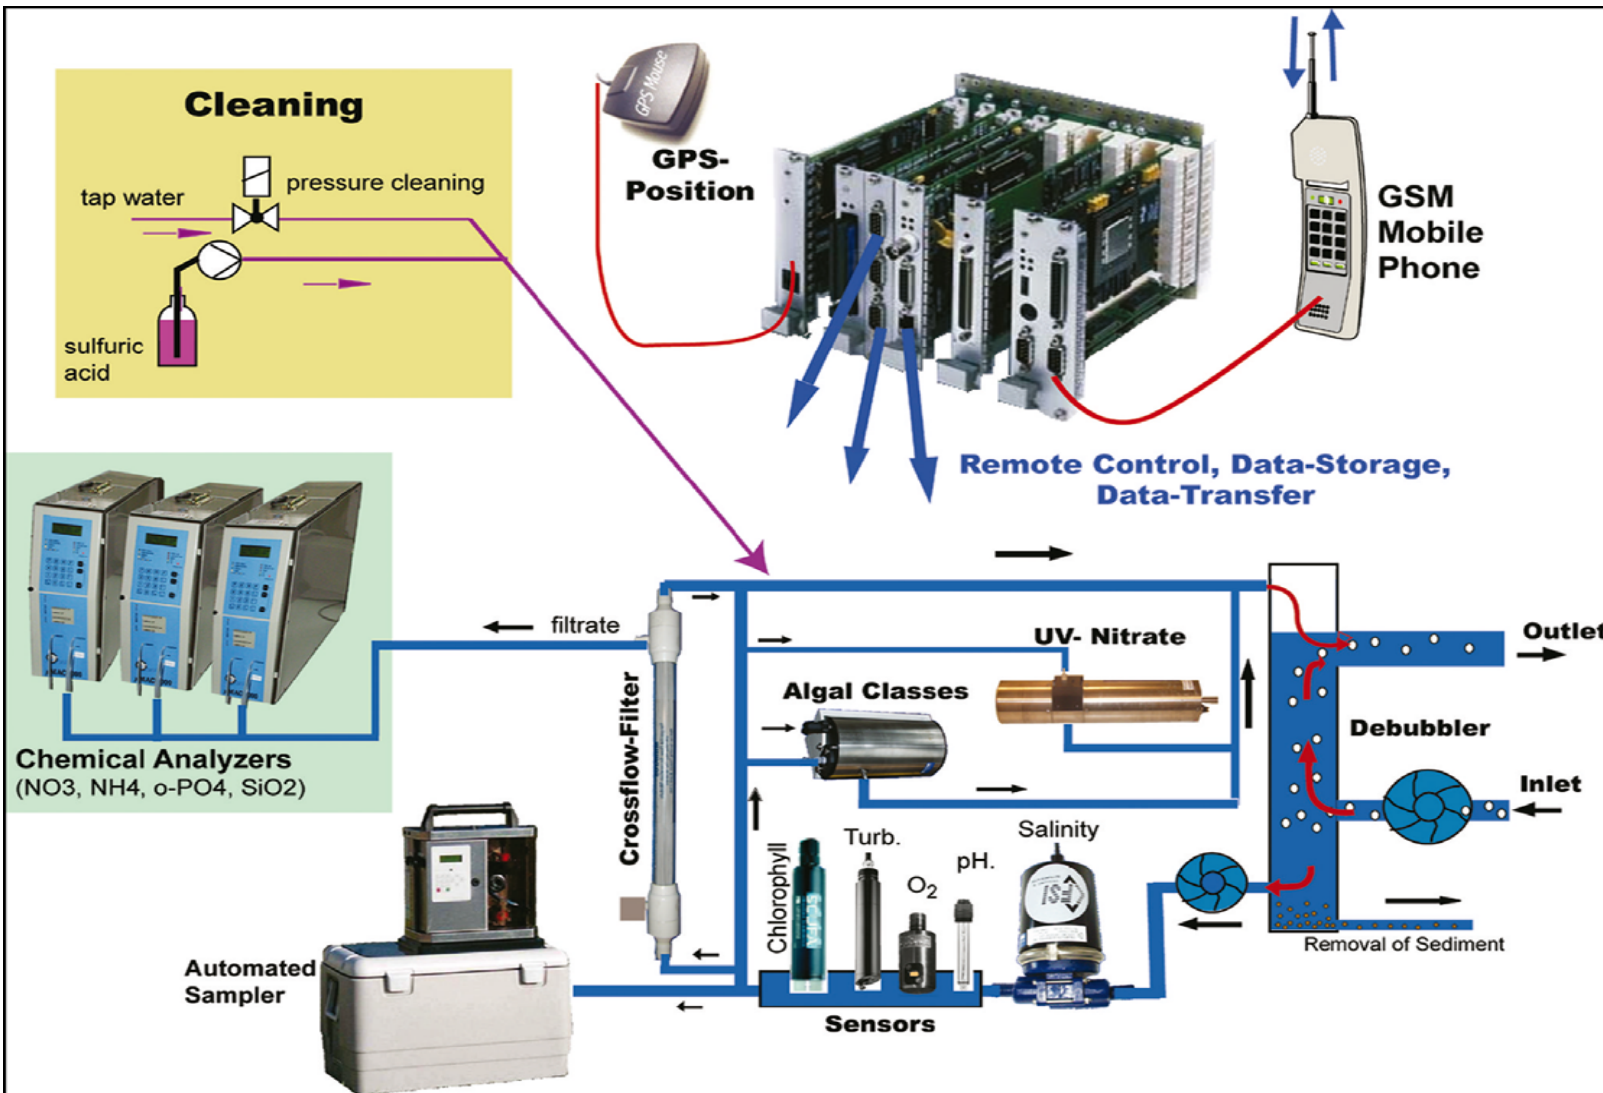 Cleaning
pressure cleaning
tap water
sulfuric
acid
GPS Mouse
GPS-
Position
GSM
Mobile
Phone
Remote Control, Data-Storage,
Data-Transfer
Chemical Analyzers
(NO3, NH4, o-PO4, SiO2)
filtrate
Crossflow-Filter
UV- Nitrate
Algal Classes
Outlet
Debubbler
Inlet
Removal of Sediment
Salinity
Turb.
pH.
O2
Chlorophyll
Sensors
Automated
Sampler